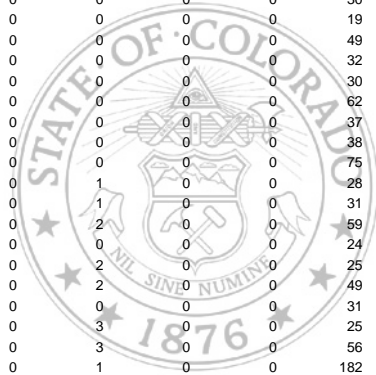 0 0 0 0 30
0 0 0 0 19
0 0 0 0 49
0 0 0 0 32
0 0 0 0 30
0 0 0 0 62
0 0 0 0 37
0 0 0 0 38
0 0 0 0 75
0 1 0 0 28
0 1 0 0 31
0 2 0 0 59
0 0 0 0 24
0 2 0 0 25
0 2 0 0 49
0 0 0 0 31
0 3 0 0 25
0 3 0 0 56
0 1 0 0 182
STATE OF·COLORADO
NIL SINE NUMINE
1876